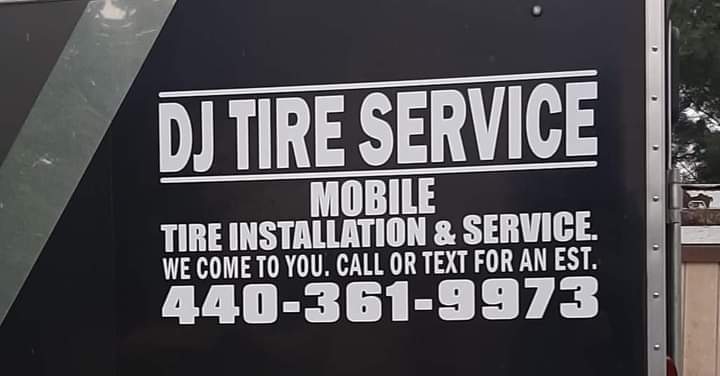 DJ TIRE SERVICE
MOBILE
TIRE INSTALLATION & SERVICE.
WE COME TO YOU. CALL OR TEXT FOR AN EST.
440-361-9973